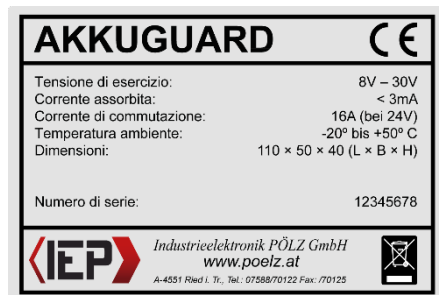 AKKUGUARD CE
Tensione di esercizio: 8V – 30V
Corrente assorbita: < 3mA
Corrente di commutazione: 16A (bei 24V)
Temperatura ambiente: -20° bis +50° C
Dimensioni: 110 × 50 × 40 (L × B × H)
Numero di serie: 12345678
IEP
Industrieelektronik PÖLZ GmbH
www.poelz.at
A-4551 Ried i. Tr., Tel.: 07588/70122 Fax: /70125